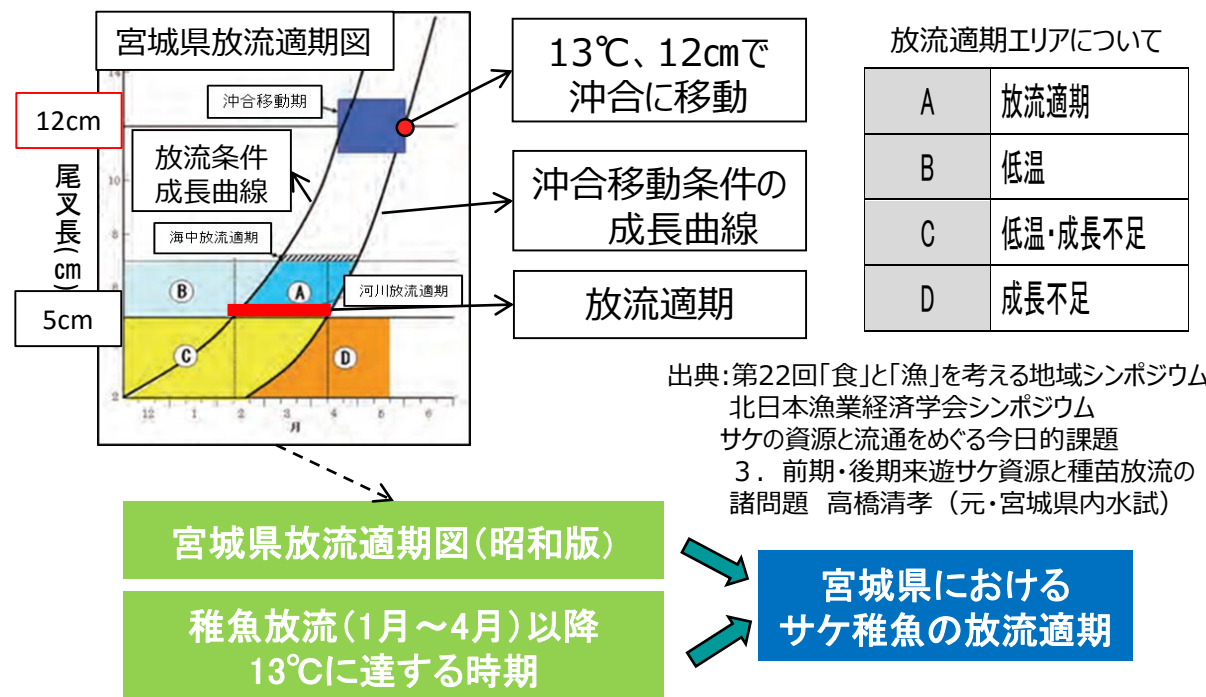 宮城県放流適期図
14
沖合移動期
12cm
放流条件
成長曲線
尾叉長(㎝)
10
海中放流適期
8
B
A
河川放流適期
5cm
C
D
2
12
1
2
3
4
5
6
月
13℃、12㎝で
沖合に移動
沖合移動条件の
成長曲線
放流適期
放流適期エリアについて
A 放流適期
B 低温
C 低温・成長不足
D 成長不足
出典:第22回「食」と「漁」を考える地域シンポジウム
北日本漁業経済学会シンポジウム
サケの資源と流通をめぐる今日的課題
３．前期・後期来遊サケ資源と種苗放流の
諸問題 高橋清孝（元・宮城県内水試）
宮城県放流適期図(昭和版)
稚魚放流(1月～4月)以降
13℃に達する時期
宮城県における
サケ稚魚の放流適期